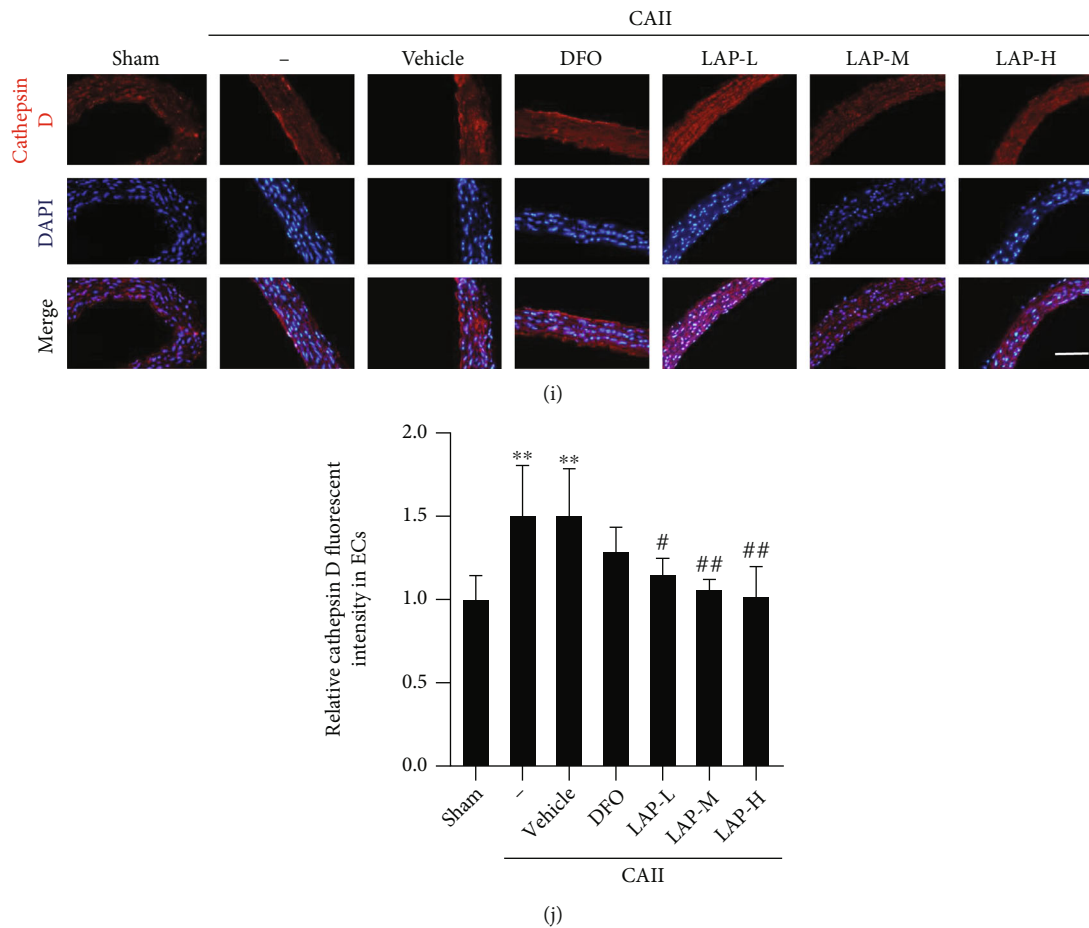 CAII
Sham – Vehicle DFO LAP-L LAP-M LAP-H
Cathepsin
D
DAPI
Merge
(i)
Relative cathepsin D fluorescent
intensity in ECs
2.0
1.5
1.0
0.5
0.0
** ** # ## ##
Sham – Vehicle DFO LAP-L LAP-M LAP-H
CAII
(j)